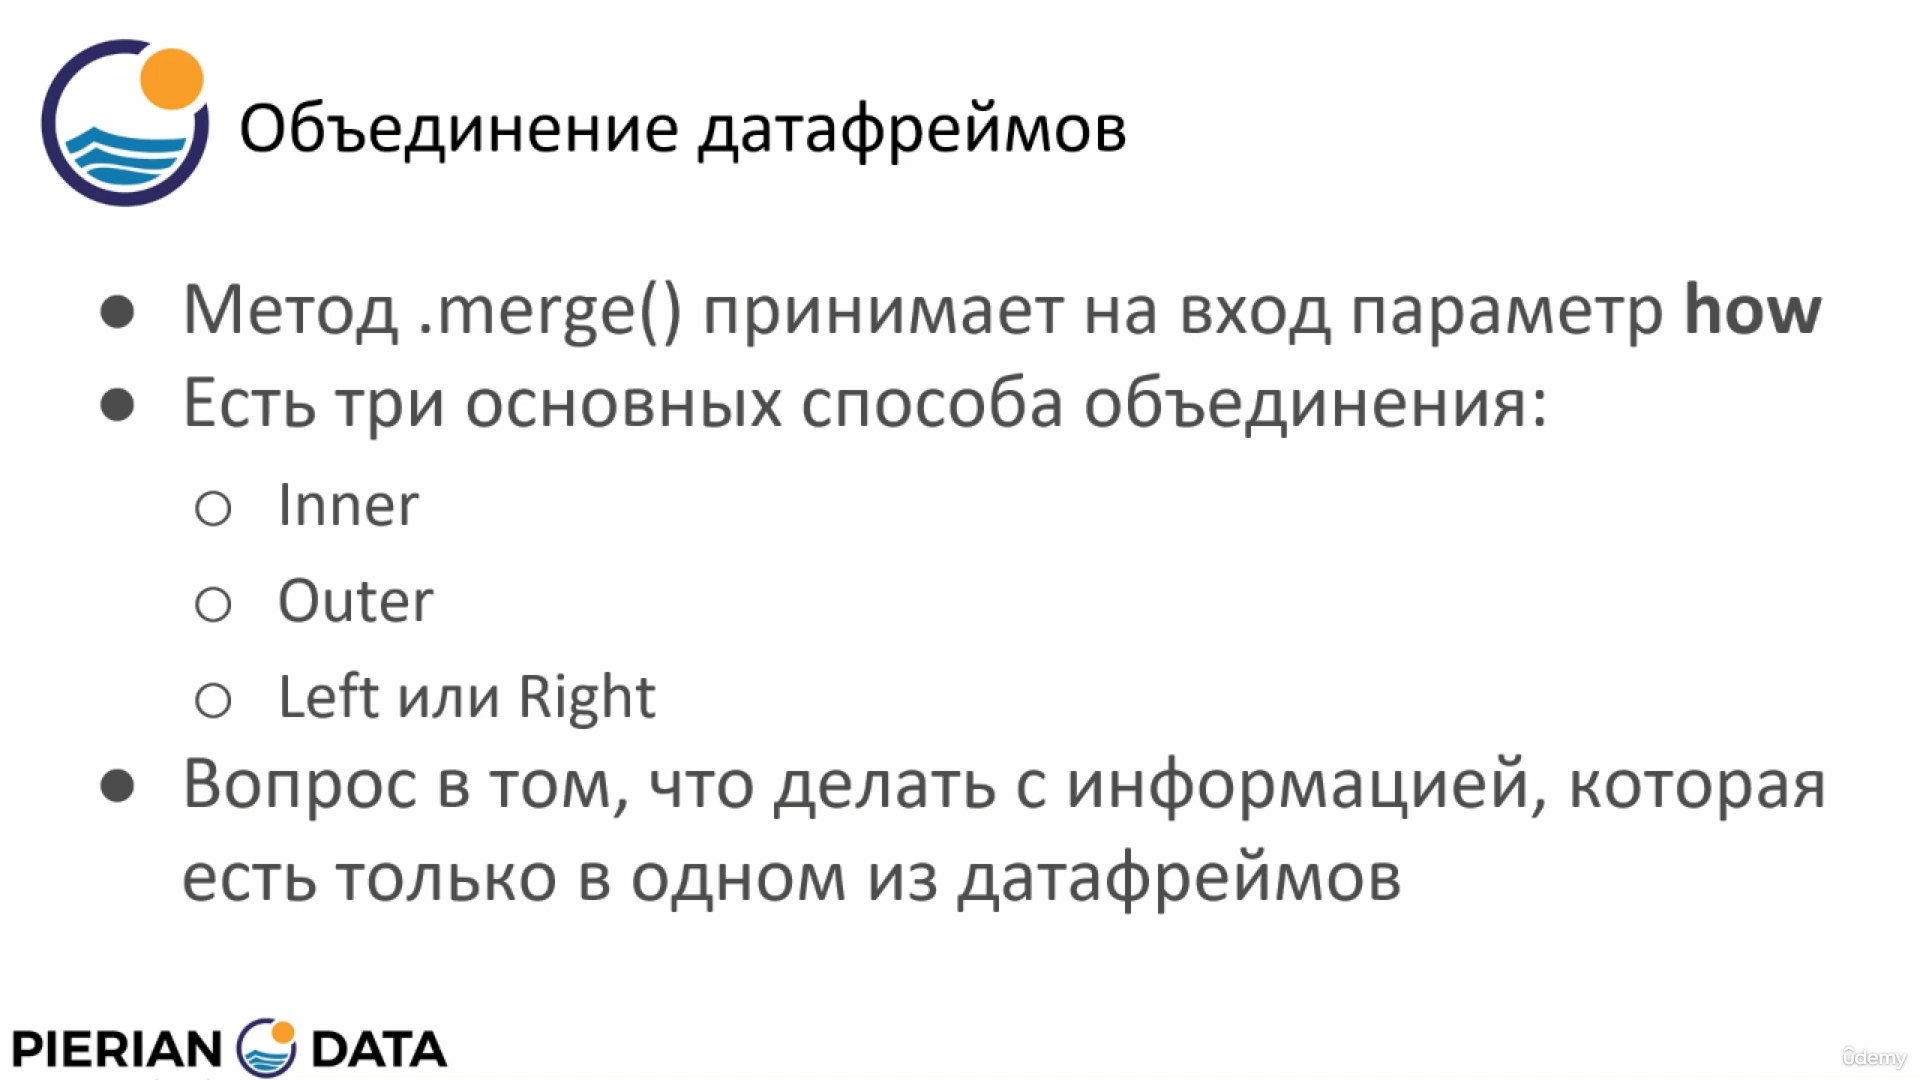 Объединение датафреймов
● Метод .merge() принимает на вход параметр how
● Есть три основных способа объединения:
○ Inner
○ Outer
○ Left или Right
● Вопрос в том, что делать с информацией, которая
есть только в одном из датафреймов
PIERIAN DATA
ûdemy